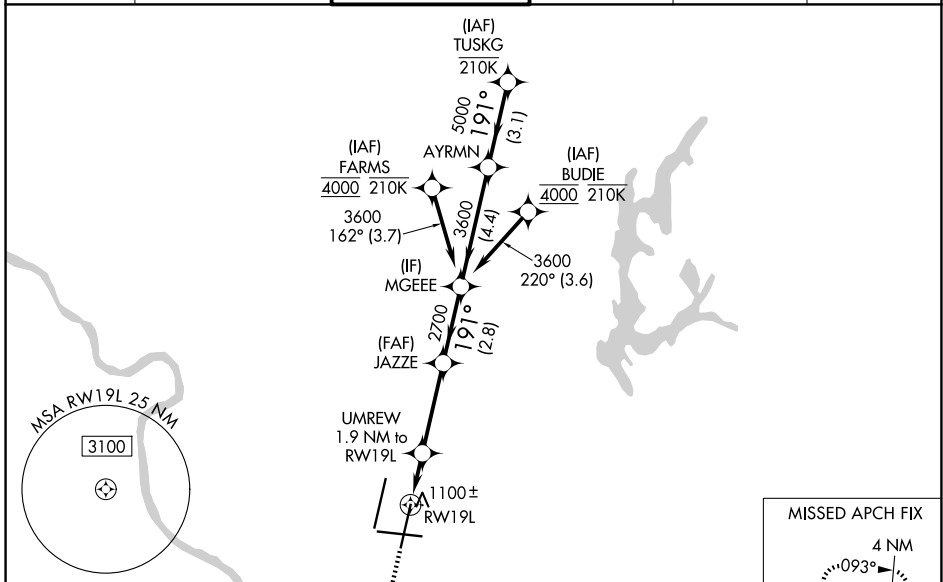 (IAF)
TUSKG
210K
5000
191°
(3.1)
AYRMN
(IAF)
FARMS
4000 210K
(IAF)
BUDIE
4000 210K
3600
162° (3.7)
3600
(4.4)
3600
220° (3.6)
(IF)
MGEEE
2700
191°
(2.8)
(FAF)
JAZZE
UMREW
1.9 NM to
RW19L
MSA RW19L 25 NM
3100
1100±
RW19L
MISSED APCH FIX
4 NM
093°